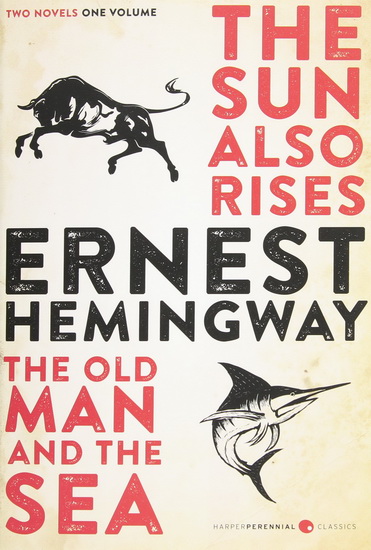 TWO NOVELS ONE VOLUME
THE
SUN
ALSO
RISES
ERNEST
HEMINGWAY
THE OLD
MAN
AND THE
SEA
HARPERPERENNIAL CLASSICS